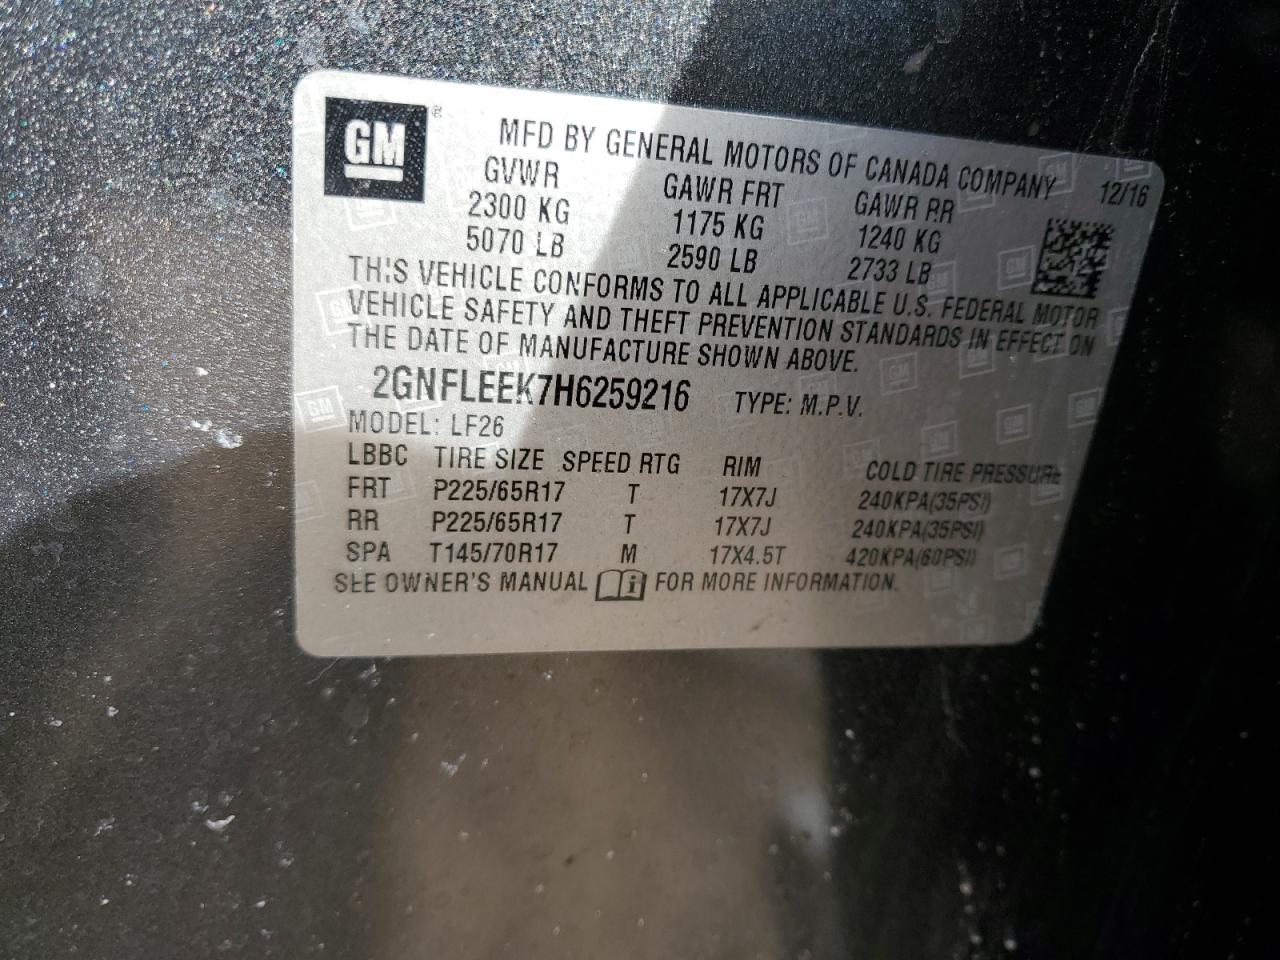 GM®
MFD BY GENERAL MOTORS OF CANADA COMPANY 12/16
GVWR GAWR FRT GAWR RR
2300 KG 1175 KG 1240 KG
5070 LB 2590 LB 2733 LB
THIS VEHICLE CONFORMS TO ALL APPLICABLE U.S. FEDERAL MOTOR
VEHICLE SAFETY AND THEFT PREVENTION STANDARDS IN EFFECT ON
THE DATE OF MANUFACTURE SHOWN ABOVE.
2GNFLEEK7H6259216 TYPE: M.P.V.
MODEL: LF26
LBBC TIRE SIZE SPEED RTG RIM COLD TIRE PRESSURE
FRT P225/65R17 T 17X7J 240KPA(35PSI)
RR P225/65R17 T 17X7J 240KPA(35PSI)
SPA T145/70R17 M 17X4.5T 420KPA(60PSI)
SEE OWNER'S MANUAL FOR MORE INFORMATION.